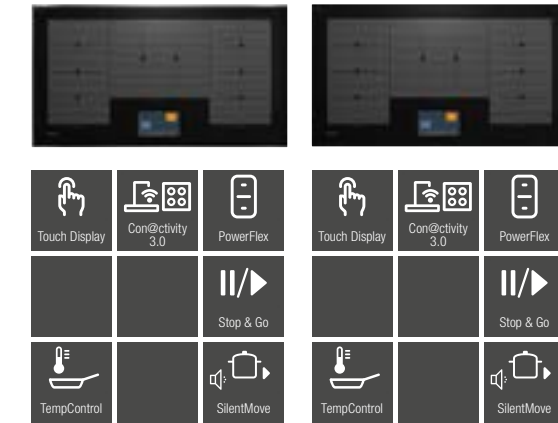 Touch Display
Con@ctivity
3.0
PowerFlex
Touch Display
Con@ctivity
3.0
PowerFlex
Stop & Go
Stop & Go
TempControl
SilentMove
TempControl
SilentMove